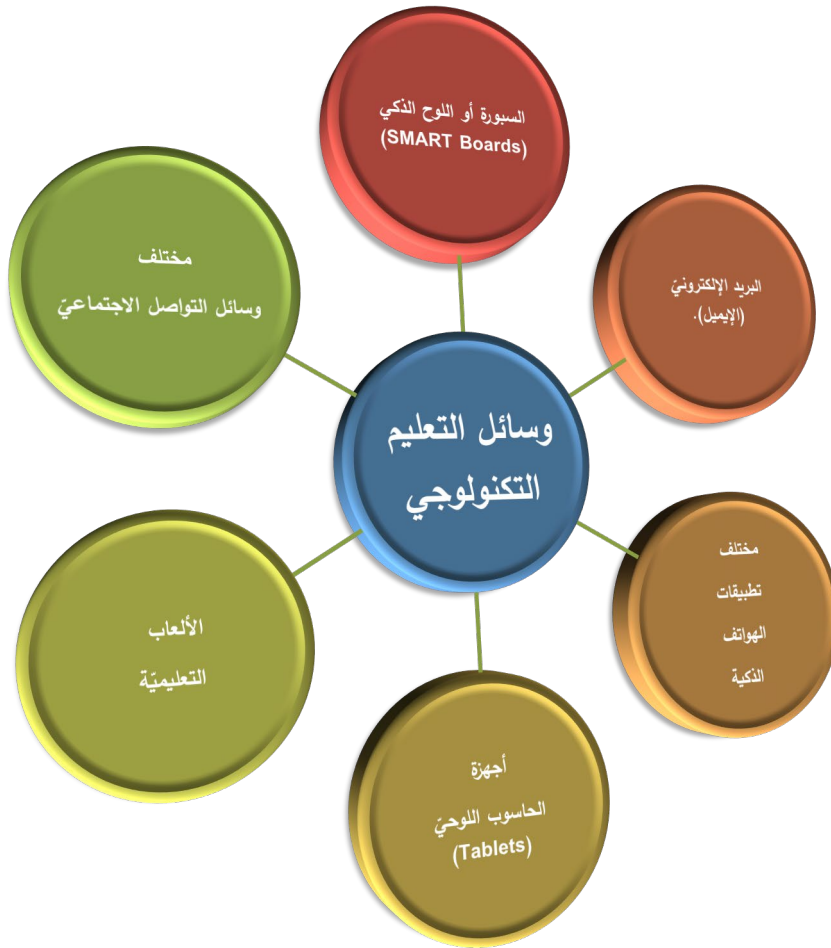 السبورة أو اللوح الذكي
(SMART Boards)
البريد الإلكترونيّ
(الإيميل).
مختلف
تطبيقات
الهواتف
الذكية
أجهزة
الحاسوب اللوحيّ
(Tablets)
الألعاب
التعليميّة
مختلف
وسائل التواصل الاجتماعيّ
وسائل التعليم
التكنولوجي